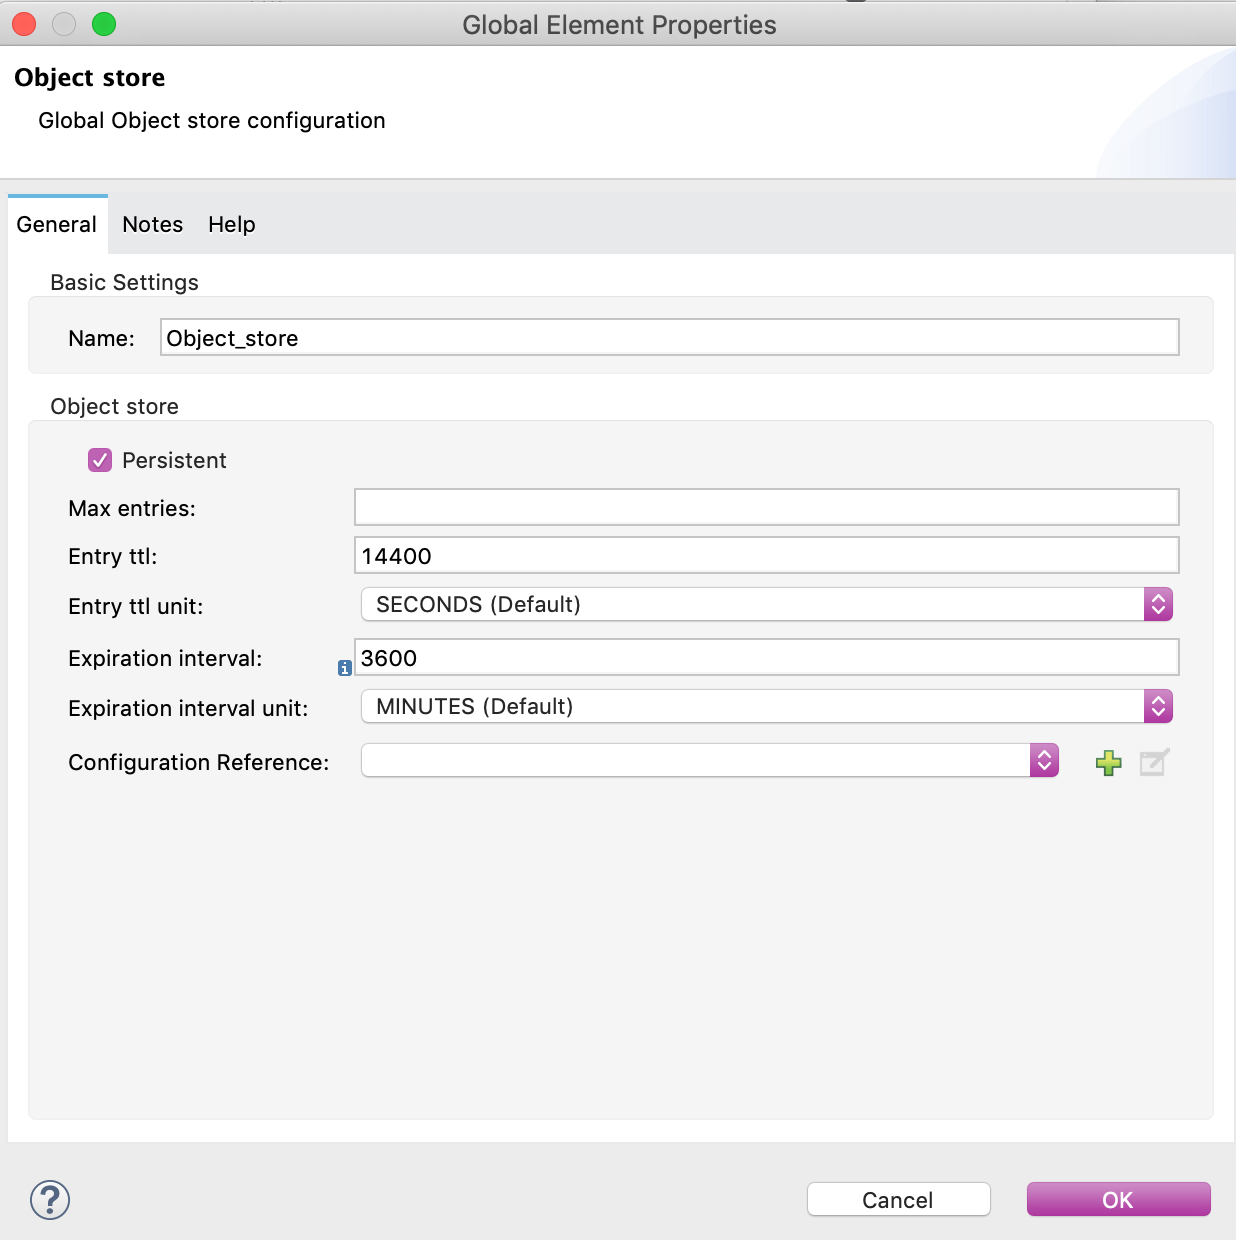 Global Element Properties
Object store
Global Object store configuration
General Notes Help
Basic Settings
Name: Object_store
Object store
Persistent
Max entries:
Entry ttl: 14400
Entry ttl unit: SECONDS (Default)
Expiration interval: 3600
Expiration interval unit: MINUTES (Default)
Configuration Reference:
? Cancel OK